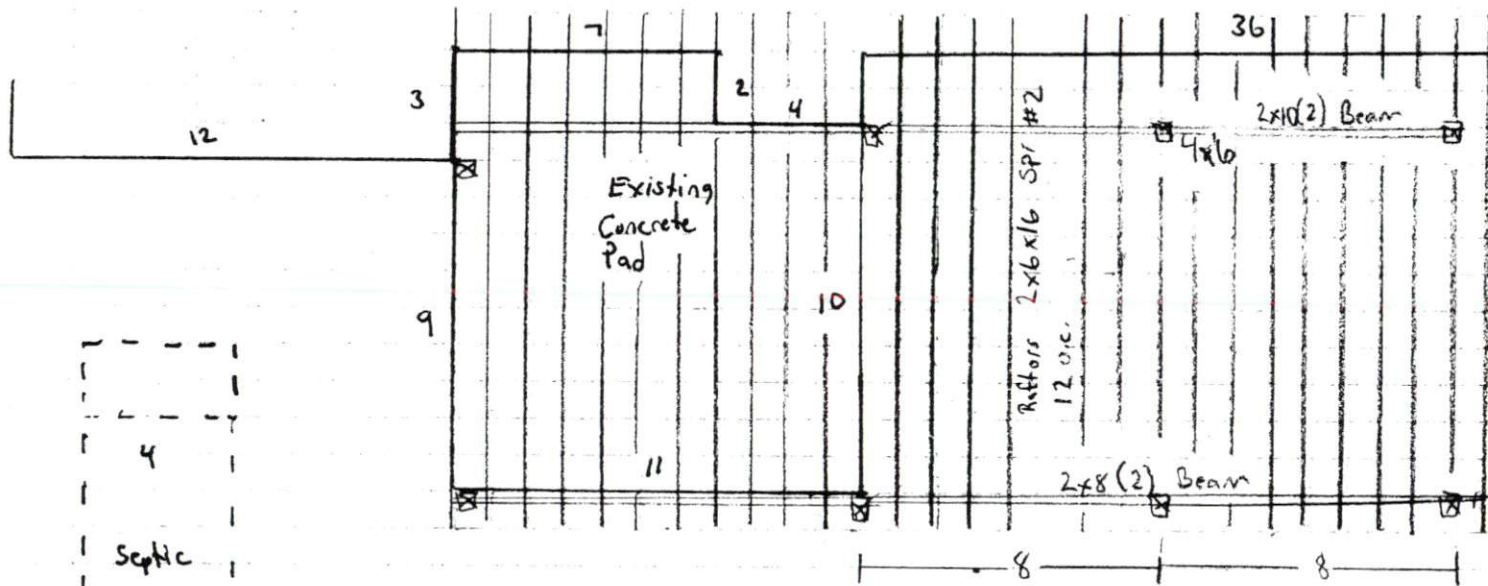 7
36
3
2
4
2x10(2) Beam
12
4x6
Existing
Concrete
Pad
Raftors 2x6x16 SPF #2
12 o.c.
10
9
4
11
2x8(2) Beam
8
8
Septic